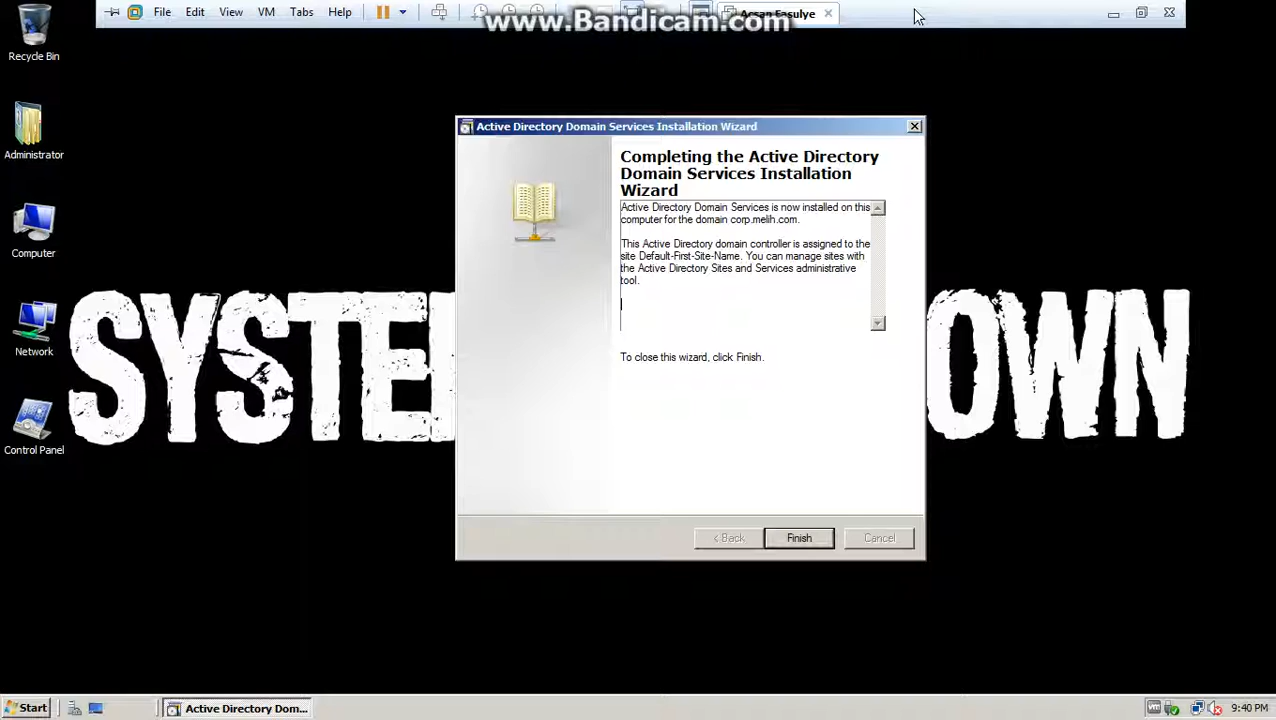 File Edit View VM Tabs Help
www.Bandicam.com
Recycle Bin
Administrator
Computer
Network
Control Panel
Active Directory Domain Services Installation Wizard
Completing the Active Directory
Domain Services Installation
Wizard
Active Directory Domain Services is now installed on this
computer for the domain corp.melih.com.
This Active Directory domain controller is assigned to the
site Default-First-Site-Name. You can manage sites with
the Active Directory Sites and Services administrative
tool.
To close this wizard, click Finish.
< Back Finish Cancel
Start Active Directory Dom... 9:40 PM